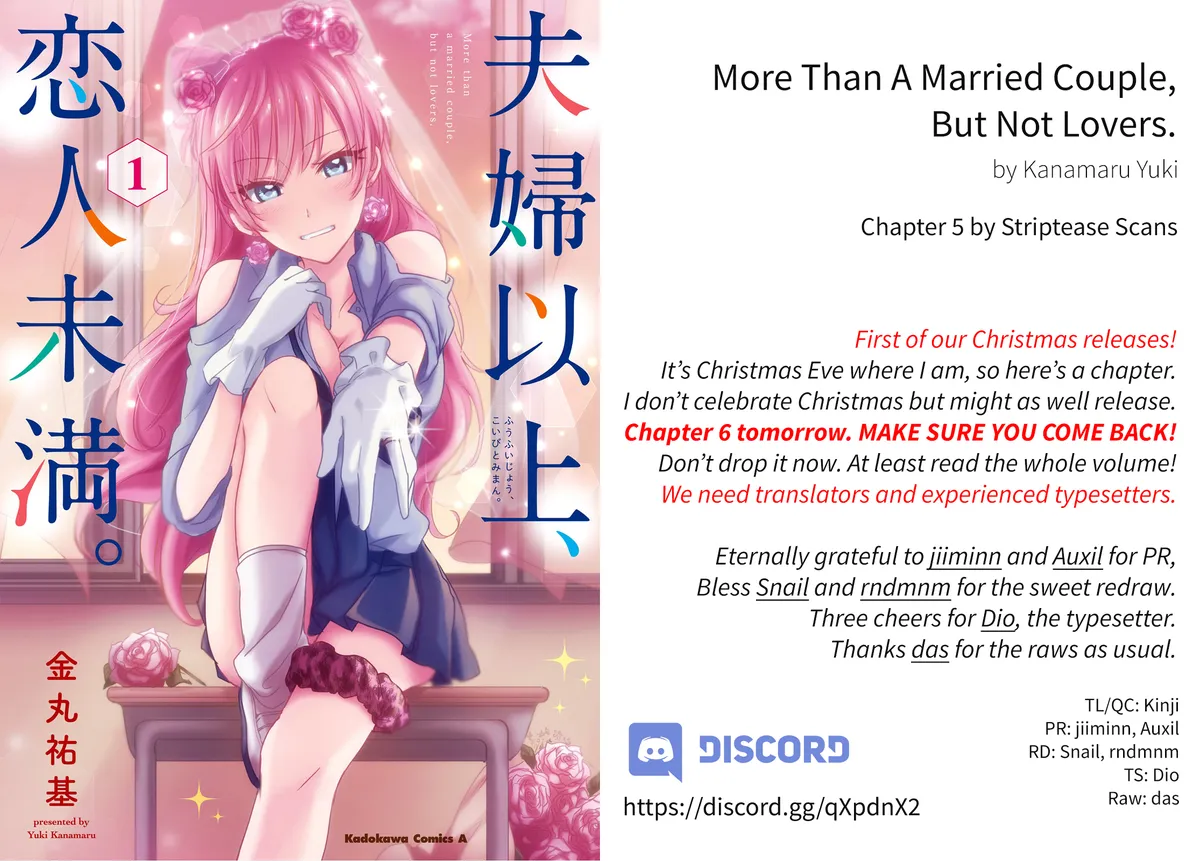 夫婦以上、
恋人未満。
More than
a married couple,
but not lovers.
1
ふうふいじょう、
こいびとみまん。
金丸祐基
presented by
Yuki Kanamaru
Kadokawa Comics A
More Than A Married Couple,
But Not Lovers.
by Kanamaru Yuki
Chapter 5 by Striptease Scans
First of our Christmas releases!
It's Christmas Eve where I am, so here's a chapter.
I don't celebrate Christmas but might as well release.
Chapter 6 tomorrow. MAKE SURE YOU COME BACK!
Don't drop it now. At least read the whole volume!
We need translators and experienced typesetters.
Eternally grateful to jiiminn and Auxil for PR,
Bless Snail and rndmnm for the sweet redraw.
Three cheers for Dio, the typesetter.
Thanks das for the raws as usual.
TL/QC: Kinji
PR: jiiminn, Auxil
RD: Snail, rndmnm
TS: Dio
Raw: das
DISCORD
https://discord.gg/qXpdnX2